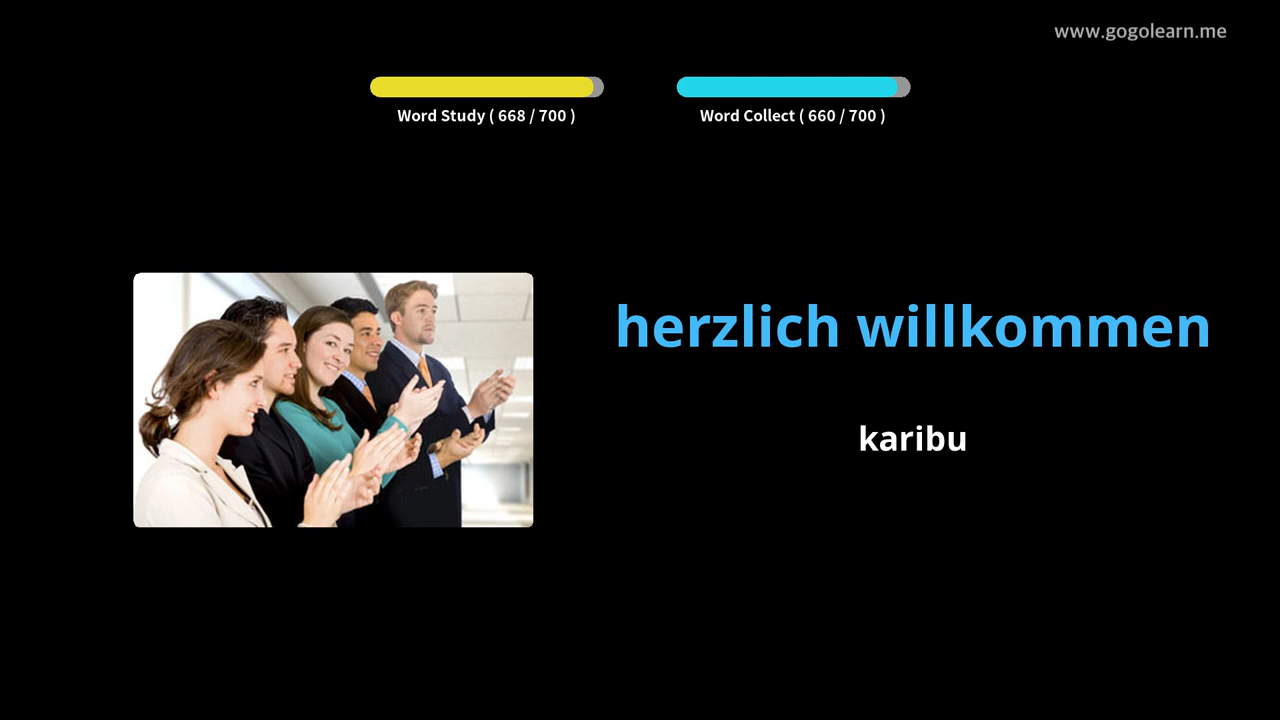 www.gogolearn.me
Word Study ( 668 / 700 )
Word Collect ( 660 / 700 )
herzlich willkommen
karibu